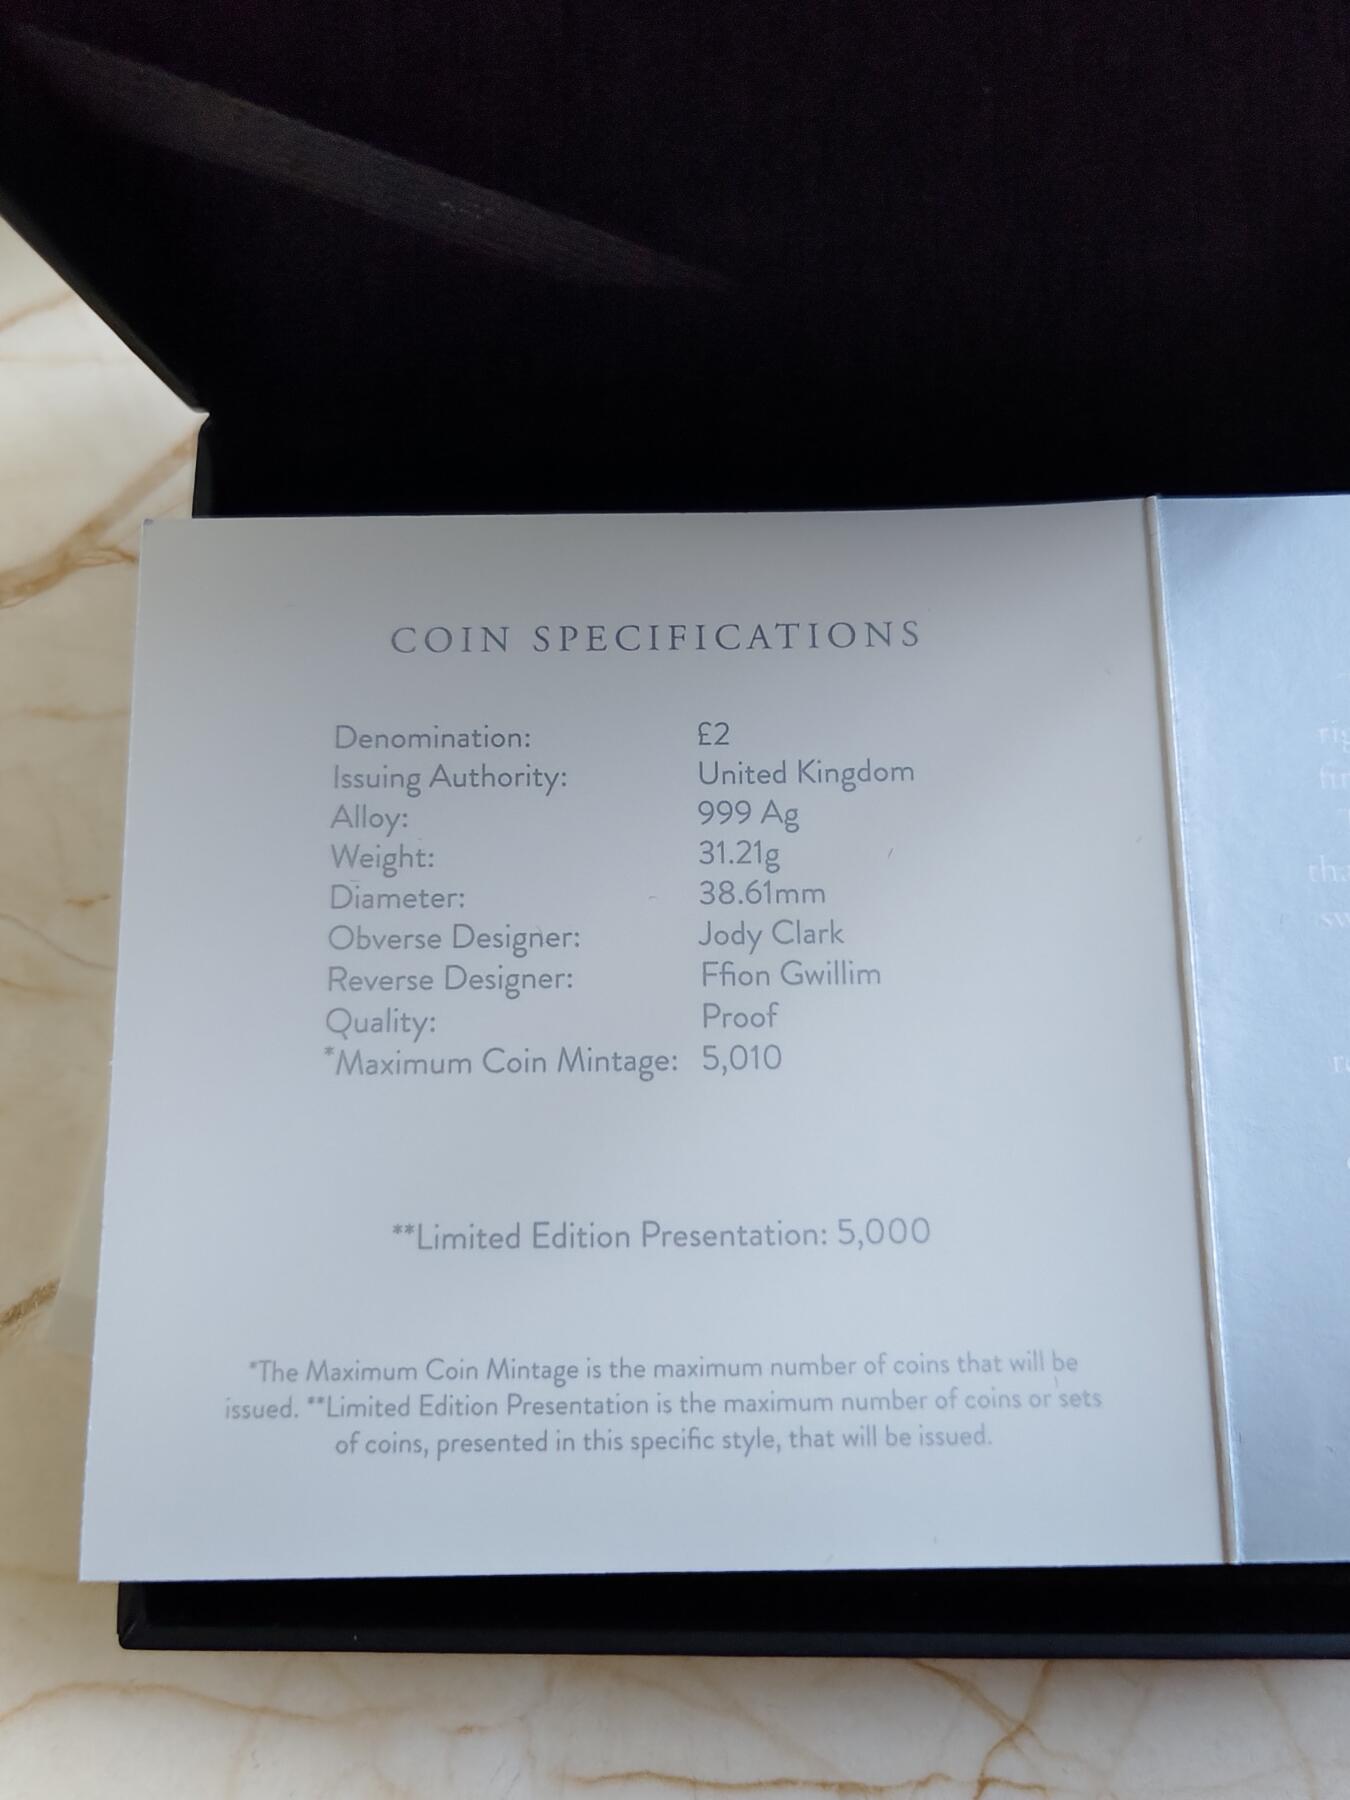 COIN SPECIFICATIONS
Denomination: £2
Issuing Authority: United Kingdom
Alloy: 999 Ag
Weight: 31.21g
Diameter: 38.61mm
Obverse Designer: Jody Clark
Reverse Designer: Ffion Gwillim
Quality: Proof
*Maximum Coin Mintage: 5,010
**Limited Edition Presentation: 5,000
*The Maximum Coin Mintage is the maximum number of coins that will be
issued. **Limited Edition Presentation is the maximum number of coins or sets
of coins, presented in this specific style, that will be issued.